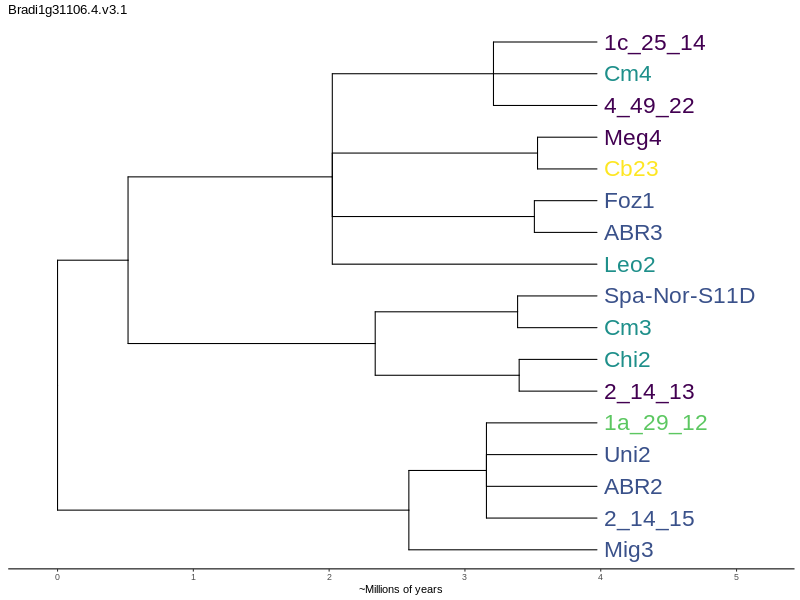 Bradi1g31106.4.v3.1
1c_25_14
Cm4
4_49_22
Meg4
Cb23
Foz1
ABR3
Leo2
Spa-Nor-S11D
Cm3
Chi2
2_14_13
1a_29_12
Uni2
ABR2
2_14_15
Mig3
0 1 2 3 4 5
~Millions of years